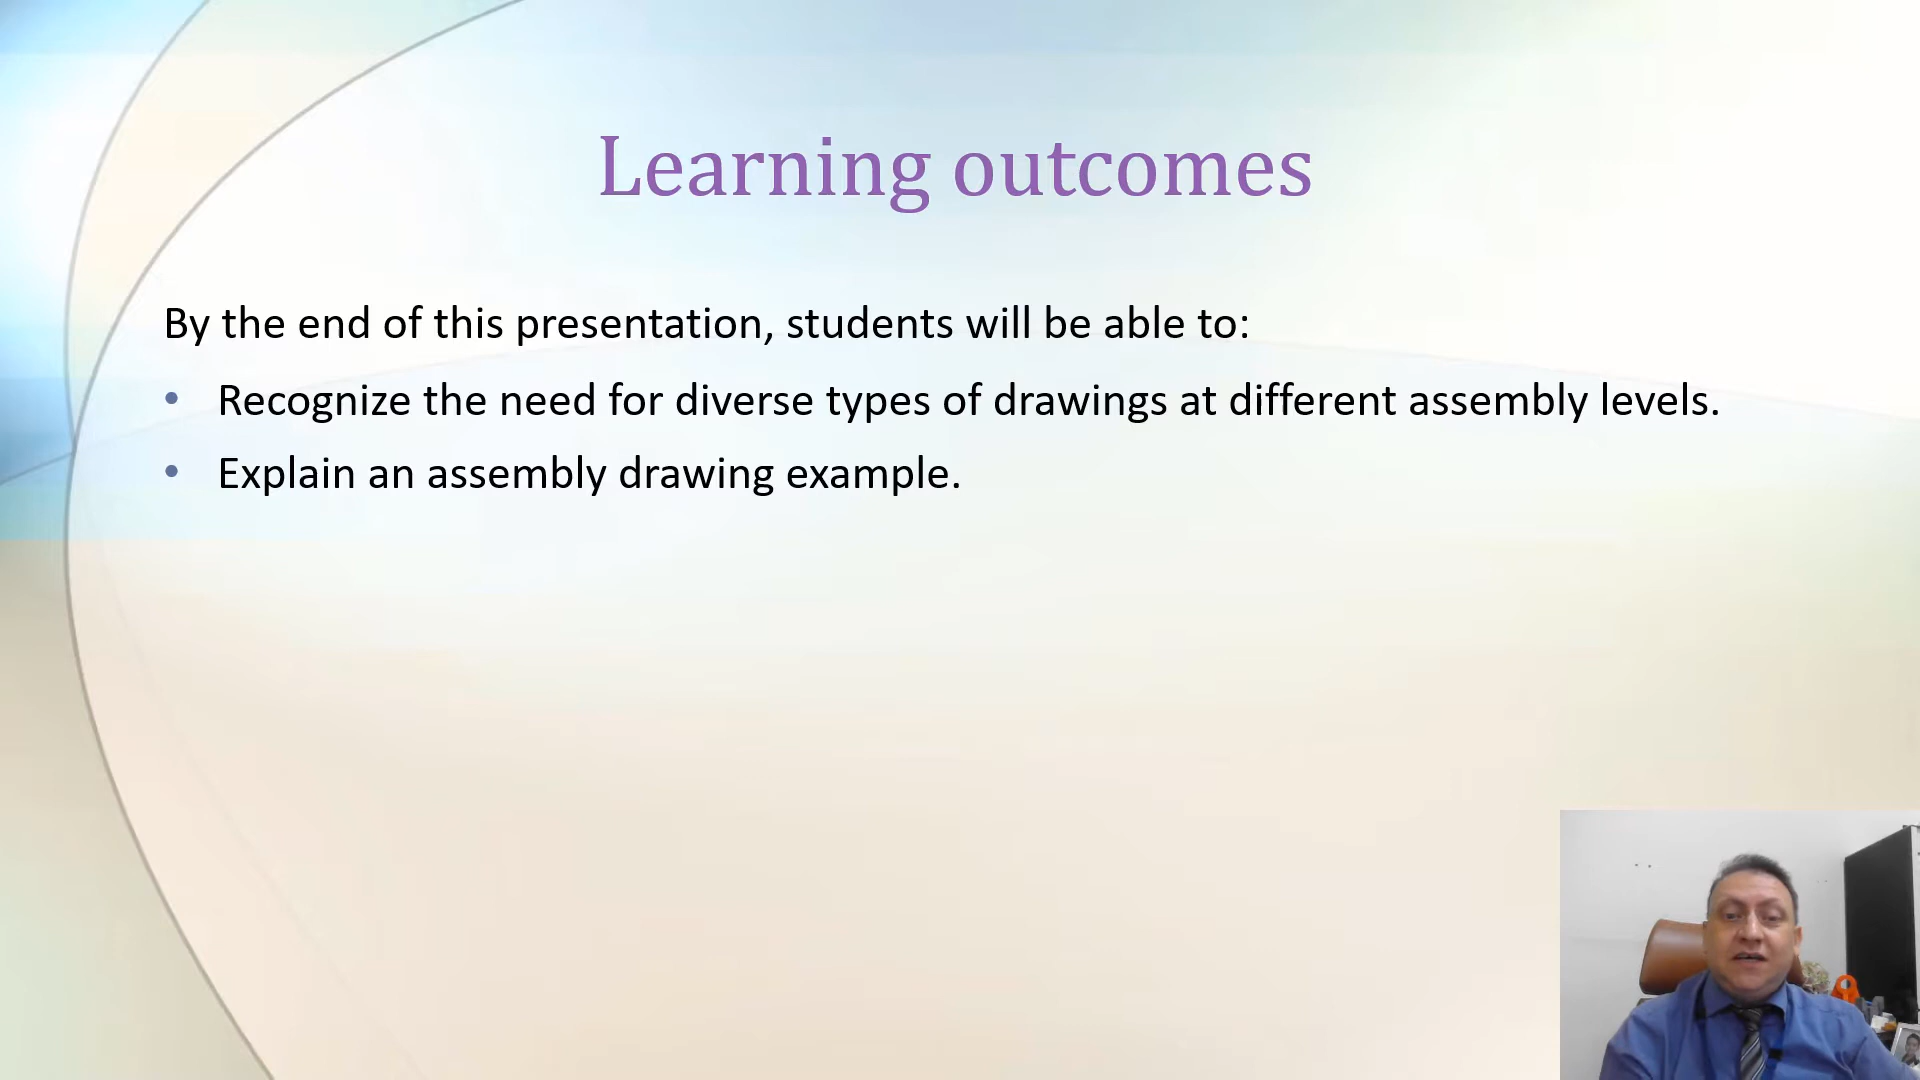 Learning outcomes
By the end of this presentation, students will be able to:
• Recognize the need for diverse types of drawings at different assembly levels.
• Explain an assembly drawing example.